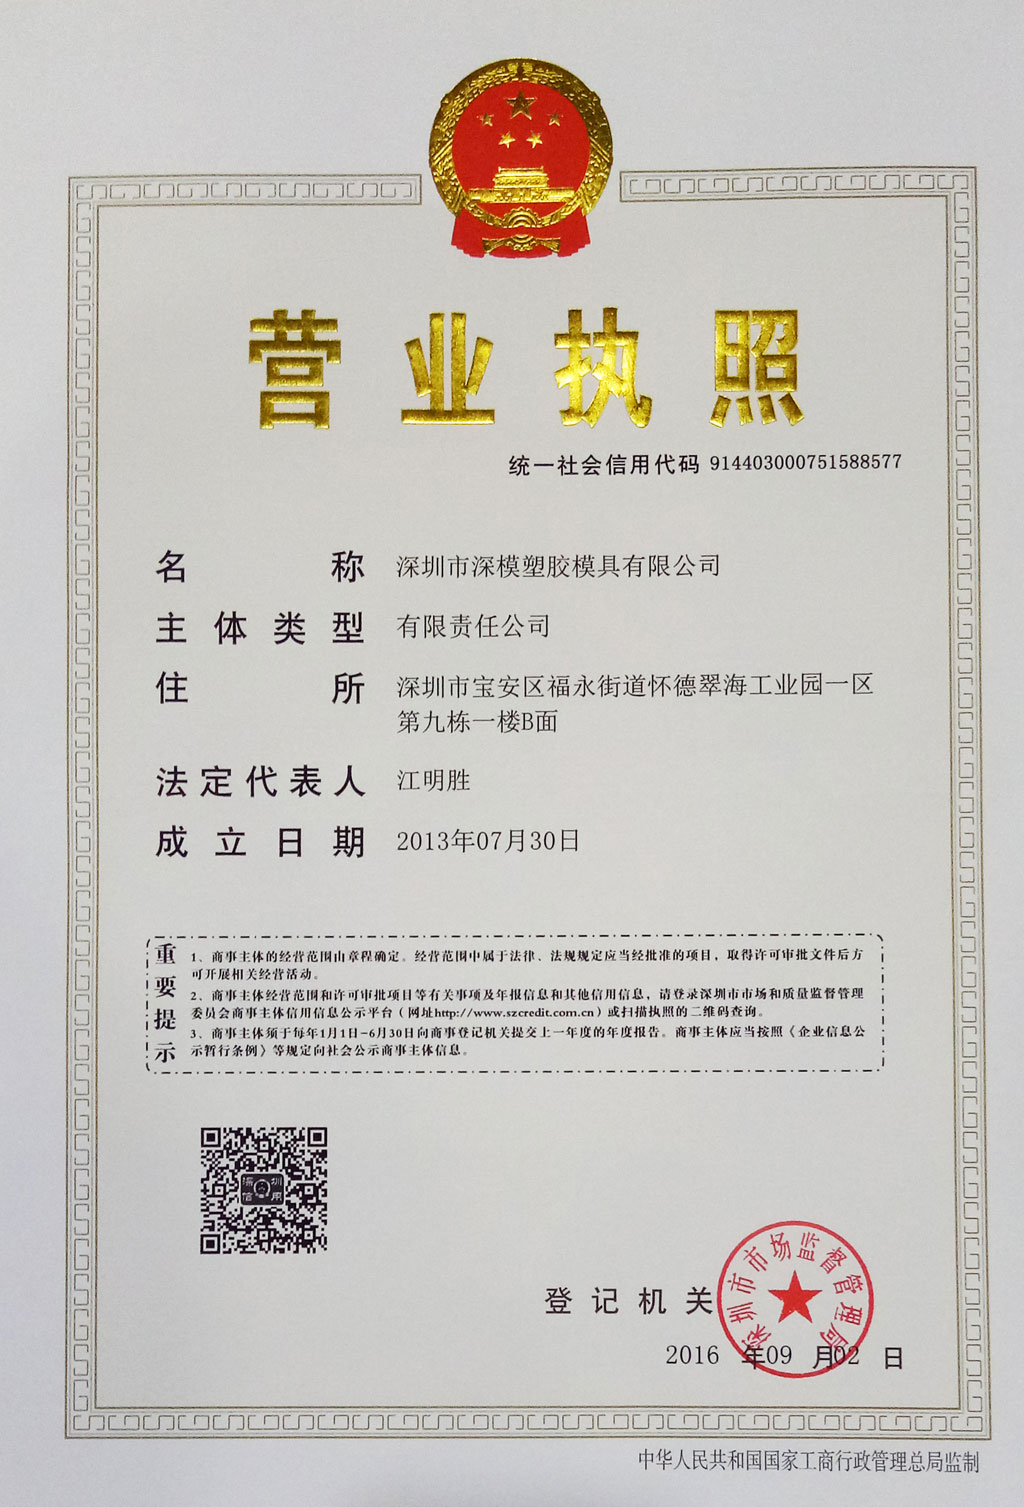 营业执照
统一社会信用代码 914403000751588577
名称 深圳市深模塑胶模具有限公司
主体类型 有限责任公司
住所 深圳市宝安区福永街道怀德翠海工业园一区
第九栋一楼B面
法定代表人 江明胜
成立日期 2013年07月30日
重要提示
1、商事主体的经营范围由章程确定。经营范围中属于法律、法规规定应当经批准的项目，取得许可审批文件后方
可开展相关经营活动。
2、商事主体经营范围和许可审批项目等有关事项及年报信息和其他信用信息，请登录深圳市市场和质量监督管理
委员会商事主体信用信息公示平台（网址http://www.szcredit.com.cn）或扫描执照的二维码查询。
3、商事主体须于每年1月1日-6月30日向商事登记机关提交上一年度的年度报告。商事主体应当按照《企业信息公
示暂行条例》等规定向社会公示商事主体信息。
深圳
信用
深圳市市场监督管理局
登记机关
2016 年09 月02 日
中华人民共和国国家工商行政管理总局监制